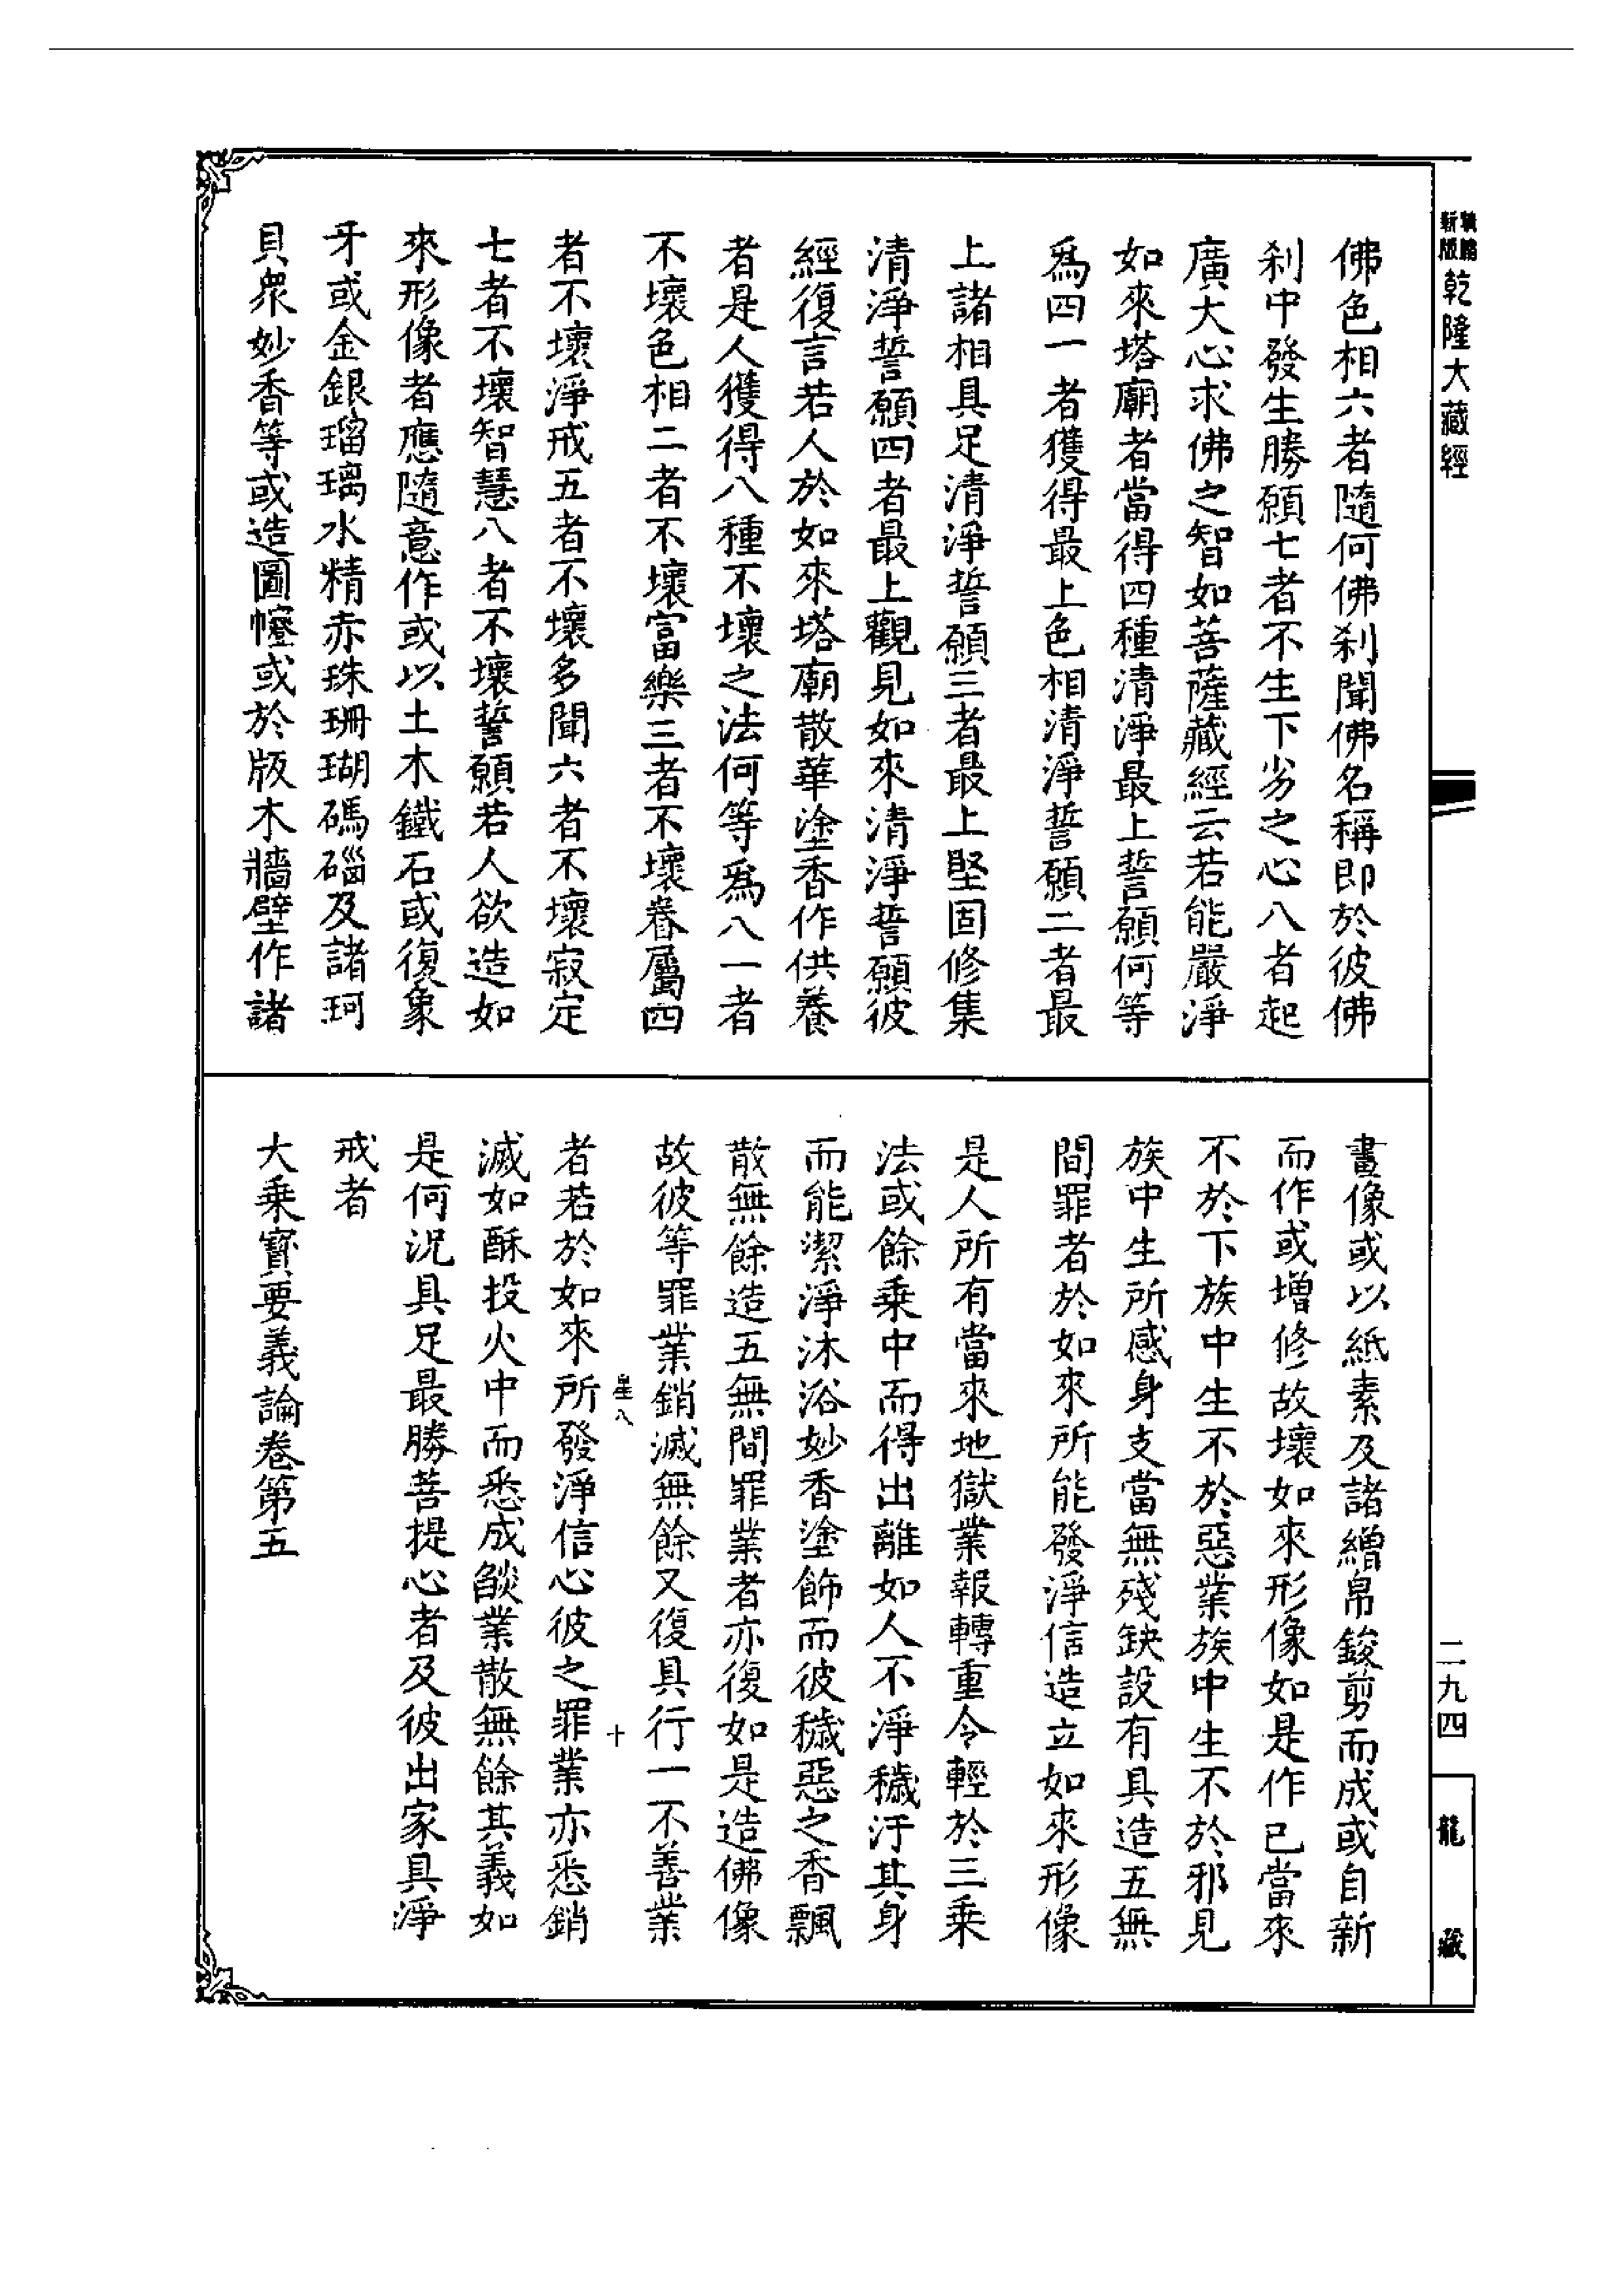 新版
乾隆大藏經
佛色相六者隨何佛剎聞佛名稱即於彼佛
剎中發生勝願七者不生下劣之心八者起
廣大心求佛之智如菩薩藏經云若能嚴淨
如來塔廟者當得四種清淨最上誓願何等
為四一者獲得最上色相清淨誓願二者最
上諸相具足清淨誓願三者最上堅固修集
清淨誓願四者最上觀見如來清淨誓願彼
經復言若人於如來塔廟散華塗香作供養
者是人獲得八種不壞之法何等為八一者
不壞色相二者不壞富樂三者不壞眷屬四
者不壞淨戒五者不壞多聞六者不壞寂定
七者不壞智慧八者不壞誓願若人欲造如
來形像者應隨意作或以土木鐵石或復象
牙或金銀瑠璃水精赤珠珊瑚碼碯及諸珂
貝眾妙香等或造圖㡧或於版木牆壁作諸
畫像或以紙素及諸繒帛鋑剪而成或自新
而作或增修故壞如來形像如是作已當來
不於下族中生不於惡業族中生不於邪見
族中生所感身支當無殘缺設有具造五無
間罪者於如來所能發淨信造立如來形像
是人所有當來地獄業報轉重令輕於三乘
法或餘乘中而得出離如人不淨穢汙其身
而能潔淨沐浴妙香塗飾而彼穢惡之香飄
散無餘造五無間罪業者亦復如是造佛像
故彼等罪業銷滅無餘又復具行一不善業
星八
十
者若於如來所發淨信心彼之罪業亦悉銷
滅如酥投火中而悉成燄業散無餘其義如
是何況具足最勝菩提心者及彼出家具淨
戒者
大乘寶要義論卷第五
二九四
龍藏